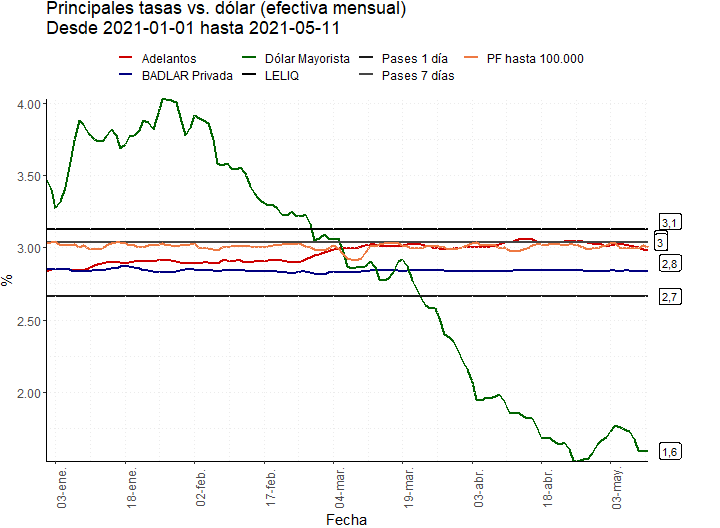 Principales tasas vs. dólar (efectiva mensual)
Desde 2021-01-01 hasta 2021-05-11
Adelantos
Dólar Mayorista
Pases 1 día
PF hasta 100.000
BADLAR Privada
LELIQ
Pases 7 días
4.00
3.50
3.00
2.50
2.00
%
3,1
3
2,8
2,7
1,6
03-ene.
18-ene.
02-feb.
17-feb.
04-mar.
19-mar.
03-abr.
18-abr.
03-may.
Fecha